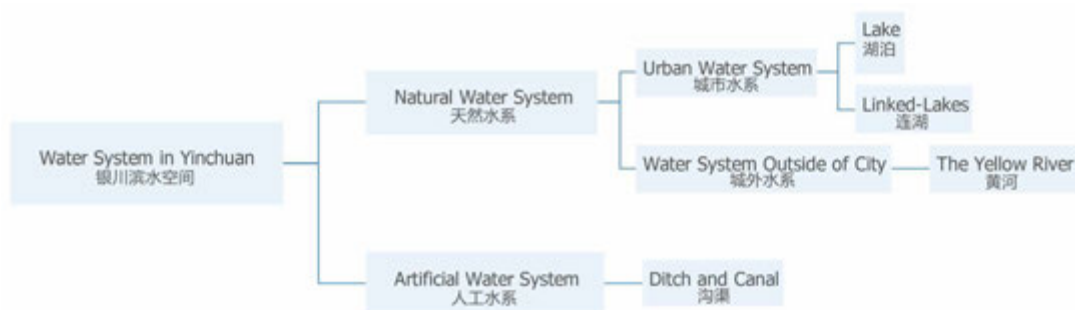 Water System in Yinchuan
银川滨水空间
Natural Water System
天然水系
Urban Water System
城市水系
Lake
湖泊
Linked-Lakes
连湖
Water System Outside of City
城外水系
The Yellow River
黄河
Artificial Water System
人工水系
Ditch and Canal
沟渠